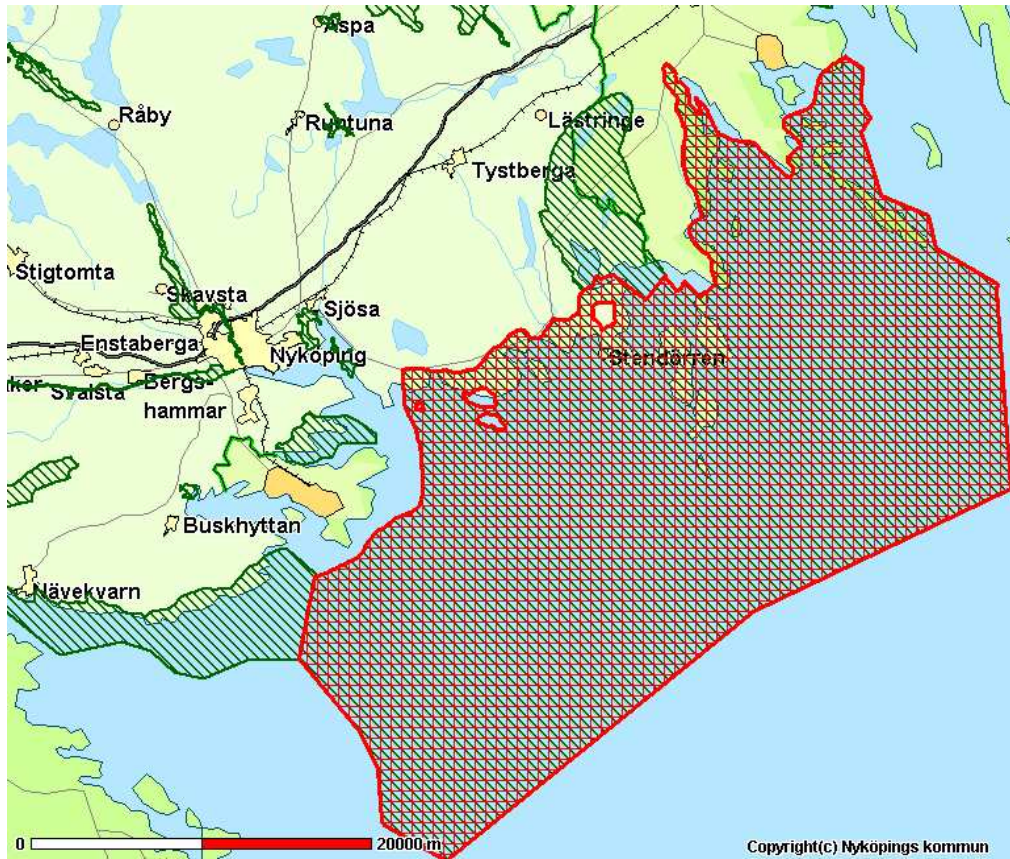 Aspa
Råby
Runtuna
Lästringe
Tystberga
Stigtomta
Skavsta
Sjösa
Enstaberga
Nyköping
Stendörren
Svalsta
Bergs-
hammar
Buskhyttan
Nävekvarn
0 20000 m
Copyright(c) Nyköpings kommun